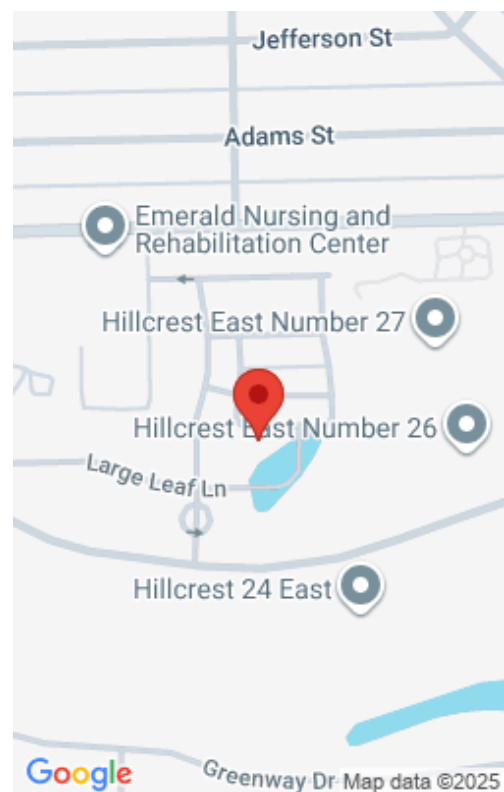 Jefferson St
Adams St
Emerald Nursing and
Rehabilitation Center
Hillcrest East Number 27
Hillcrest East Number 26
Large Leaf Ln
Hillcrest 24 East
Greenway Dr
Google
Map data ©2025